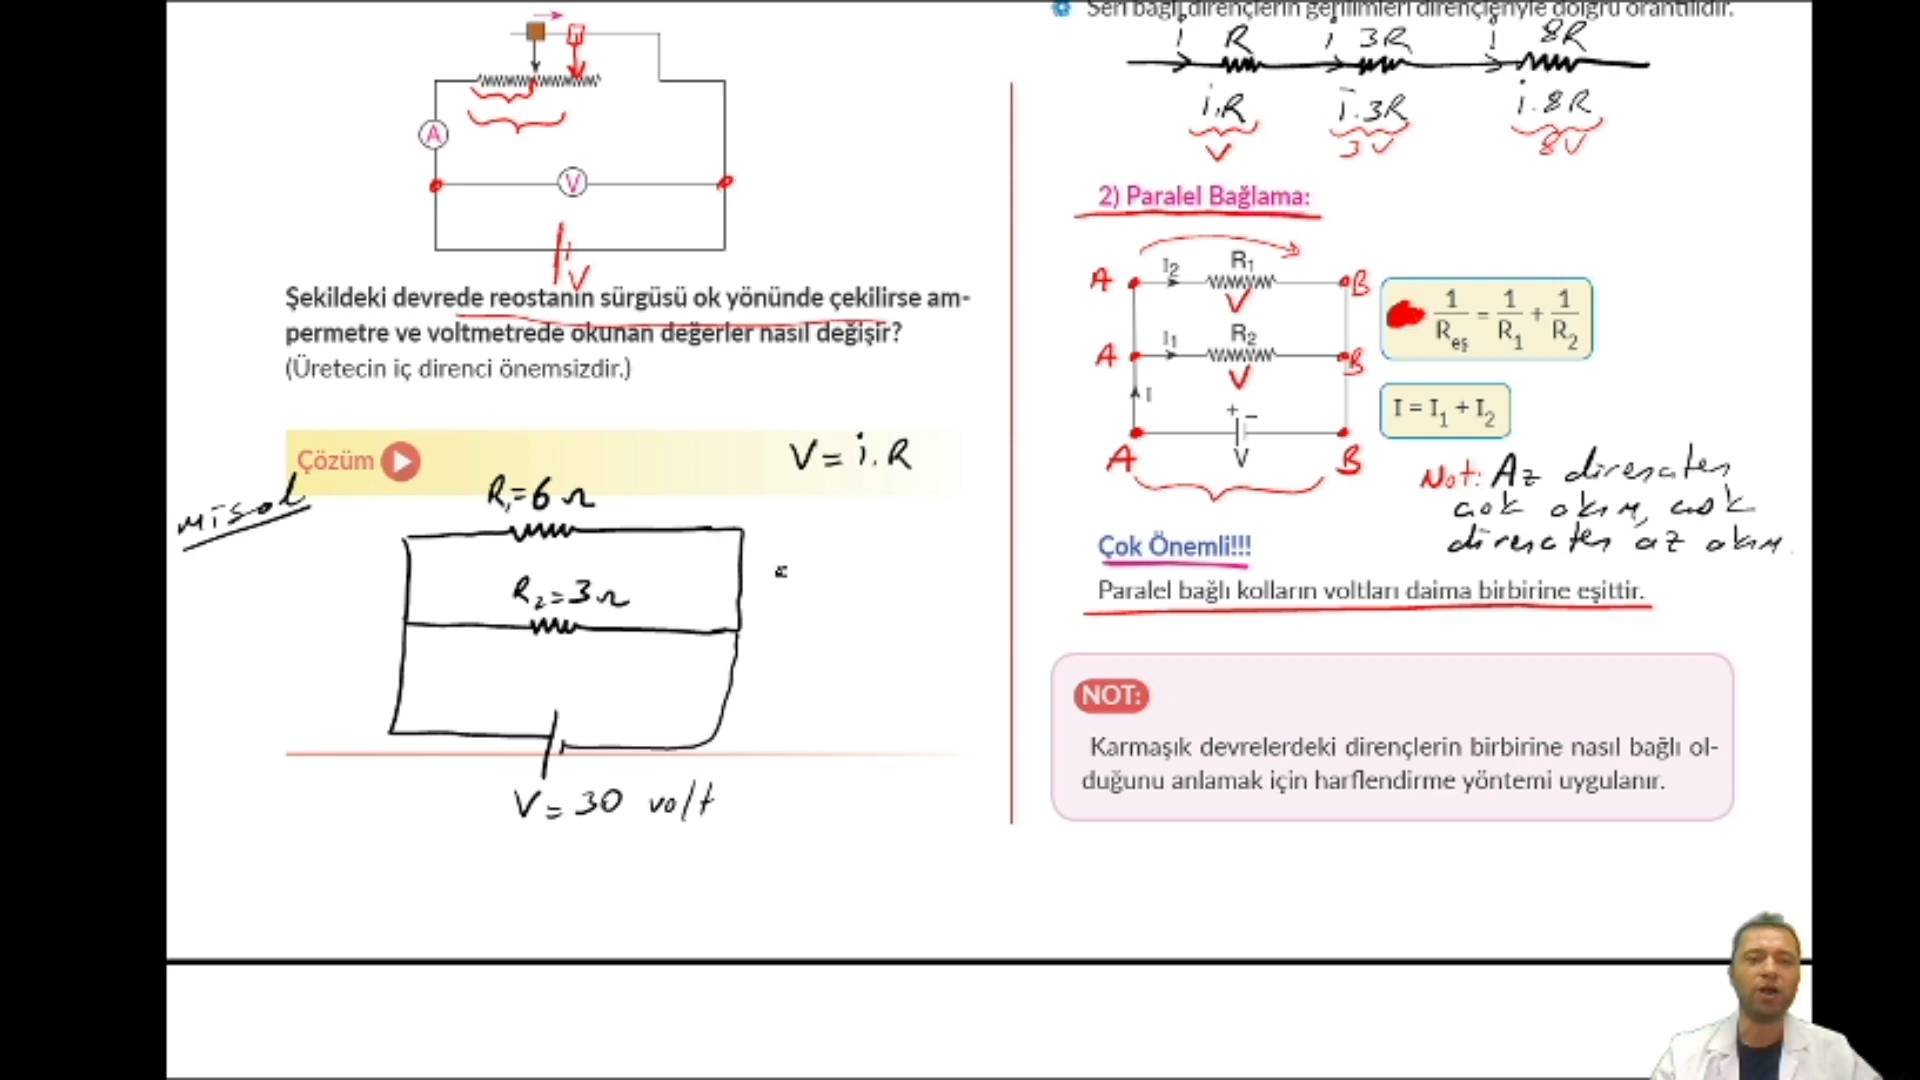 A
V
V
Şekildeki devrede reostanın sürgüsü ok yönünde çekilirse am-
permetre ve voltmetrede okunan değerler nasıl değişir?
(Üretecin iç direnci önemsizdir.)
Çözüm
V = i.R
misal
R₁=6Ω
R₂=3Ω
V=30 volt
Seri bağlı dirençlerin gerilimleri dirençleriyle doğru orantılıdır.
i R i 3R i 8R
i.R i.3R i.8R
V 3V 8V
2) Paralel Bağlama:
A I2 R1 B
V
A I1 R2 B
V
I
+ -
A V B
1/Reş = 1/R1 + 1/R2
I = I1 + I2
Not: Az dirençten
çok akım, çok
dirençten az akım.
Çok Önemli!!!
Paralel bağlı kolların voltları daima birbirine eşittir.
NOT:
Karmaşık devrelerdeki dirençlerin birbirine nasıl bağlı ol-
duğunu anlamak için harflendirme yöntemi uygulanır.